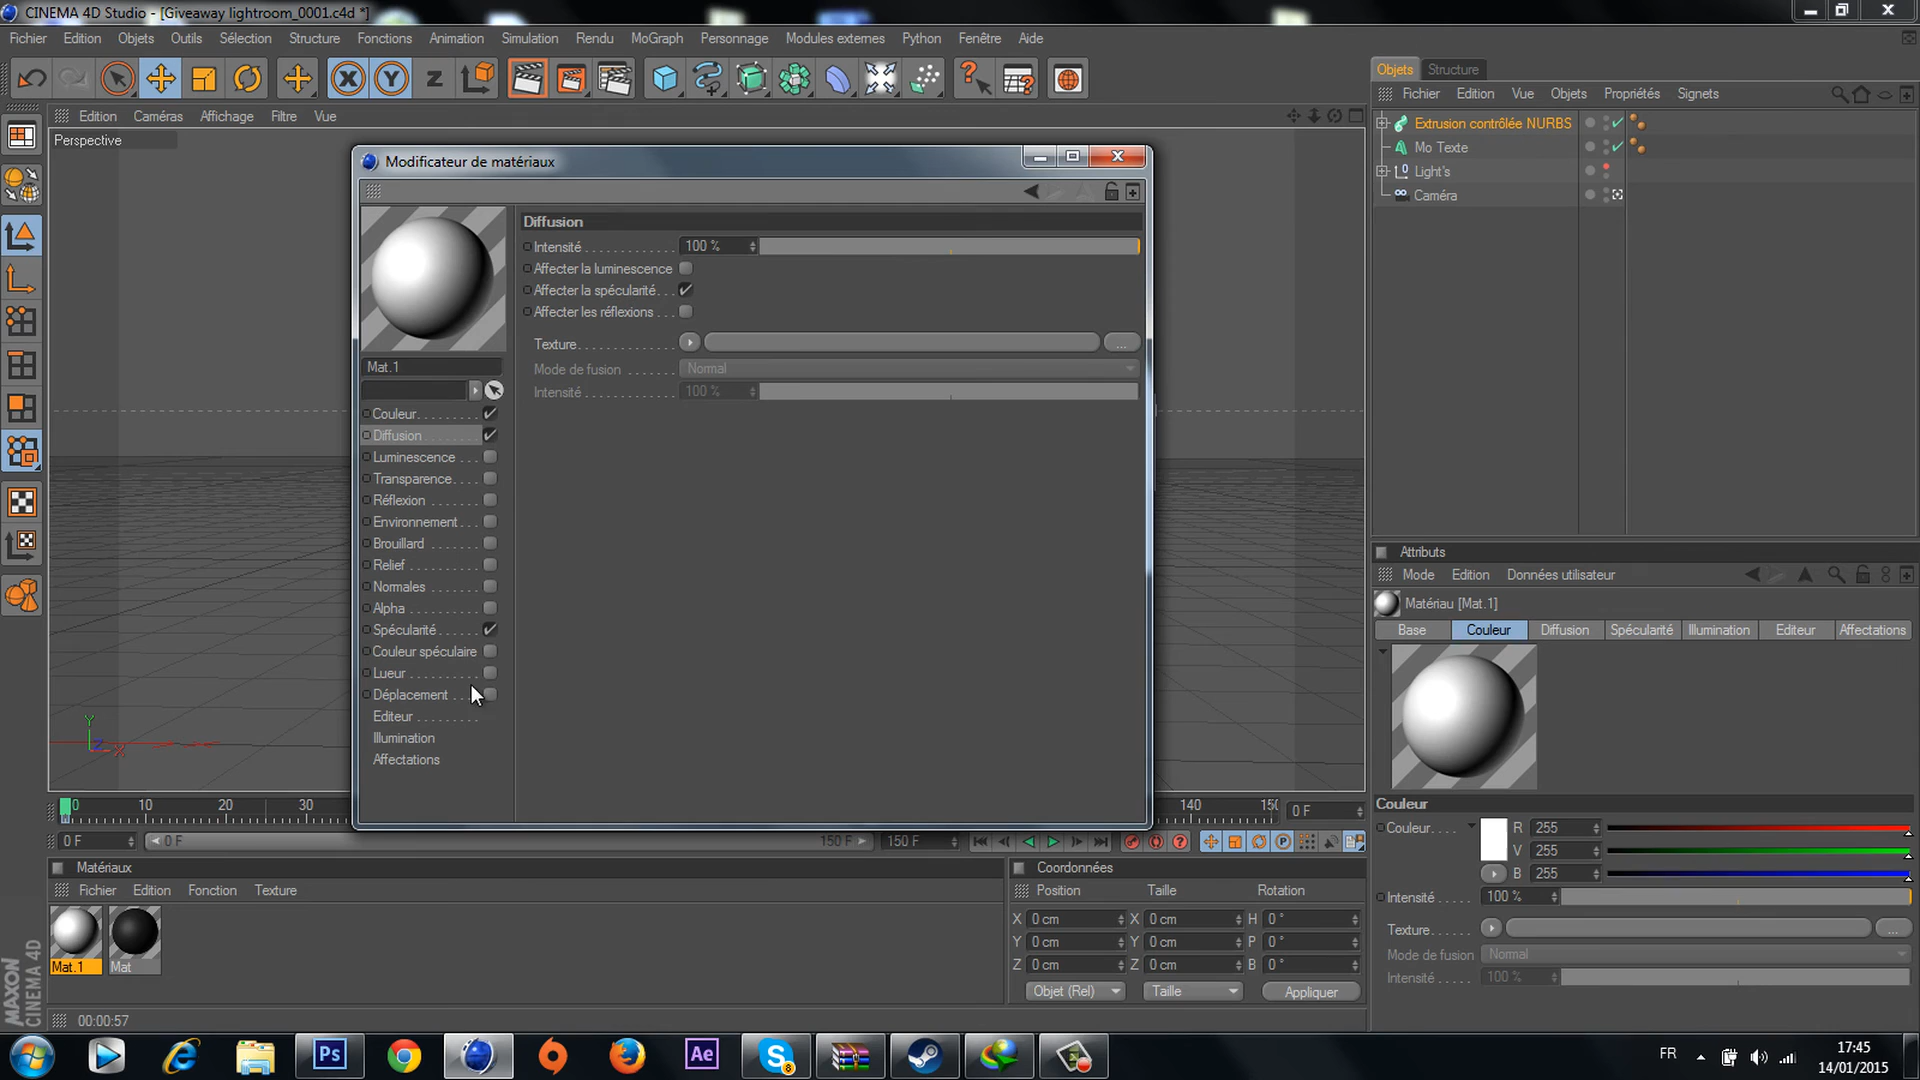 CINEMA 4D Studio - [Giveaway lightroom_0001.c4d *]
Fichier Edition Objets Outils Sélection Structure Fonctions Animation Simulation Rendu MoGraph Personnage Modules externes Python Fenêtre Aide
X Y Z
Edition Caméras Affichage Filtre Vue
Perspective
Modificateur de matériaux
Diffusion
Intensité 100 %
Affecter la luminescence
Affecter la spécularité
Affecter les réflexions
Texture ...
Mode de fusion Normal
Intensité 100 %
Mat.1
Couleur
Diffusion
Luminescence
Transparence
Réflexion
Environnement
Brouillard
Relief
Normales
Alpha
Spécularité
Couleur spéculaire
Lueur
Déplacement
Editeur
Illumination
Affectations
Y Z X
0 10 20 30 140 150 0 F
0 F 0 F 150 F 150 F
Matériaux
Fichier Edition Fonction Texture
Mat.1 Mat
MAXON CINEMA 4D
00:00:57
Coordonnées
Position Taille Rotation
X 0 cm X 0 cm H 0 °
Y 0 cm Y 0 cm P 0 °
Z 0 cm Z 0 cm B 0 °
Objet (Rel) Taille Appliquer
Objets Structure
Fichier Edition Vue Objets Propriétés Signets
Extrusion contrôlée NURBS
Mo Texte
Light's
Caméra
Attributs
Mode Edition Données utilisateur
Matériau [Mat.1]
Base Couleur Diffusion Spécularité Illumination Editeur Affectations
Couleur
Couleur R 255
V 255
B 255
Intensité 100 %
Texture ...
Mode de fusion Normal
Intensité 100 %
Ps Ae S 8
FR 17:45
14/01/2015